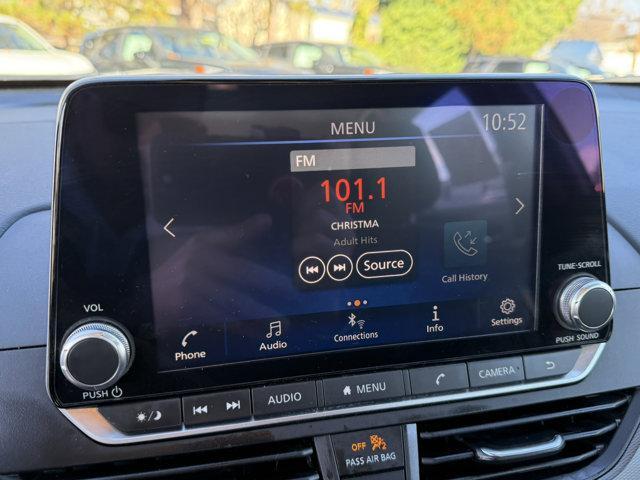 MENU
10:52
FM
101.1
FM
CHRISTMA
Adult Hits
Source
Call History
Phone
Audio
Connections
Info
Settings
VOL
PUSH
TUNE-SCROLL
PUSH SOUND
AUDIO
MENU
CAMERA
OFF 2
PASS AIR BAG